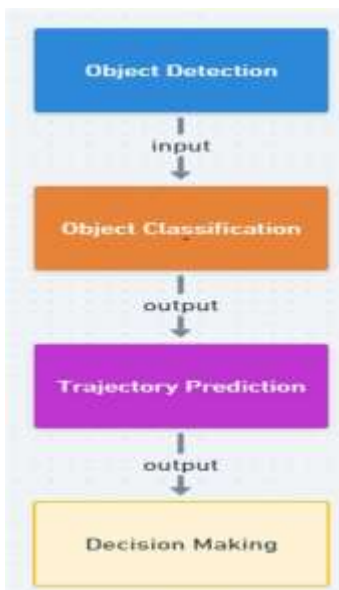 Object Detection
input
Object Classification
output
Trajectory Prediction
output
Decision Making